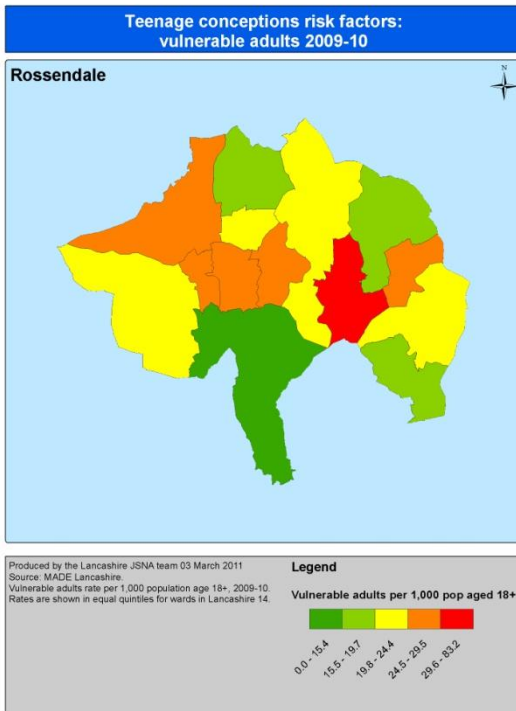 Teenage conceptions risk factors:
vulnerable adults 2009-10
Rossendale
N
Produced by the Lancashire JSNA team 03 March 2011
Source: MADE Lancashire.
Vulnerable adults rate per 1,000 population age 18+, 2009-10.
Rates are shown in equal quintiles for wards in Lancashire 14.
Legend
Vulnerable adults per 1,000 pop aged 18+
0.0 - 15.4
15.5 - 19.7
19.8 - 24.4
24.5 - 29.5
29.6 - 83.2